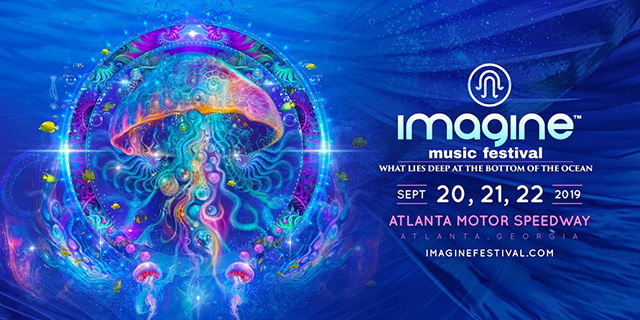 imagine™
music festival
WHAT LIES DEEP AT THE BOTTOM OF THE OCEAN
SEPT 20, 21, 22 2019
ATLANTA MOTOR SPEEDWAY
ATLANTA, GEORGIA
IMAGINEFESTIVAL.COM